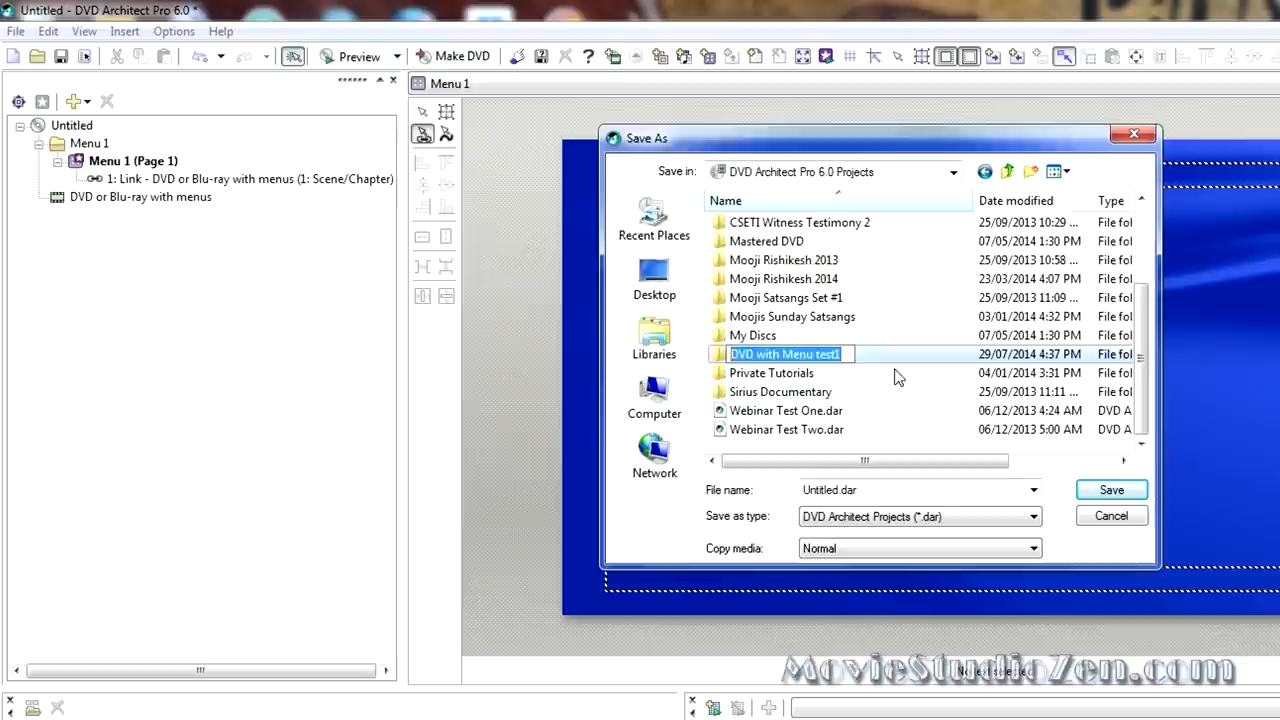 Untitled - DVD Architect Pro 6.0 *
File Edit View Insert Options Help
Preview Make DVD
Menu 1
Untitled
Menu 1
Menu 1 (Page 1)
1: Link - DVD or Blu-ray with menus (1: Scene/Chapter)
DVD or Blu-ray with menus
Save As
Save in: DVD Architect Pro 6.0 Projects
Name Date modified Type
CSETI Witness Testimony 2 25/09/2013 10:29 ... File fol
Mastered DVD 07/05/2014 1:30 PM File fol
Mooji Rishikesh 2013 25/09/2013 10:58 ... File fol
Mooji Rishikesh 2014 23/03/2014 4:07 PM File fol
Mooji Satsangs Set #1 25/09/2013 11:09 ... File fol
Moojis Sunday Satsangs 03/01/2014 4:32 PM File fol
My Discs 07/05/2014 1:30 PM File fol
DVD with Menu test1 29/07/2014 4:37 PM File fol
Private Tutorials 04/01/2014 3:31 PM File fol
Sirius Documentary 25/09/2013 11:11 ... File fol
Webinar Test One.dar 06/12/2013 4:24 AM DVD A
Webinar Test Two.dar 06/12/2013 5:00 AM DVD A
Recent Places
Desktop
Libraries
Computer
Network
File name: Untitled.dar Save
Save as type: DVD Architect Projects (*.dar) Cancel
Copy media: Normal
MovieStudioZen.com